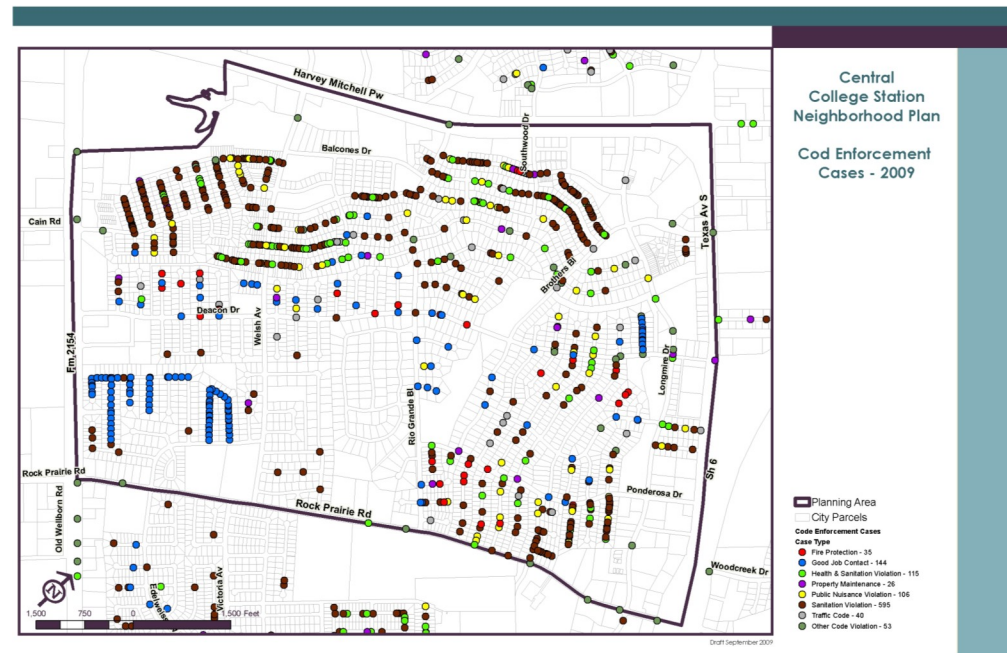 Central
College Station
Neighborhood Plan
Cod Enforcement
Cases - 2009
Harvey Mitchell Pw
Southwood Dr
Balcones Dr
Texas Av S
Cain Rd
Brothers Bl
Deacon Dr
Welsh Av
Fm 2154
Longmire Dr
Rio Grande Bl
Rock Prairie Rd
Sh 6
Ponderosa Dr
Rock Prairie Rd
Old Wellborn Rd
Woodcreek Dr
Victoria Av
N
1,500 750 0 1,500 Feet
Planning Area
City Parcels
Code Enforcement Cases
Case Type
Fire Protection - 35
Good Job Contact - 144
Health & Sanitation Violation - 115
Property Maintenance - 26
Public Nuisance Violation - 106
Sanitation Violation - 595
Traffic Code - 40
Other Code Violation - 53
Draft September 2009